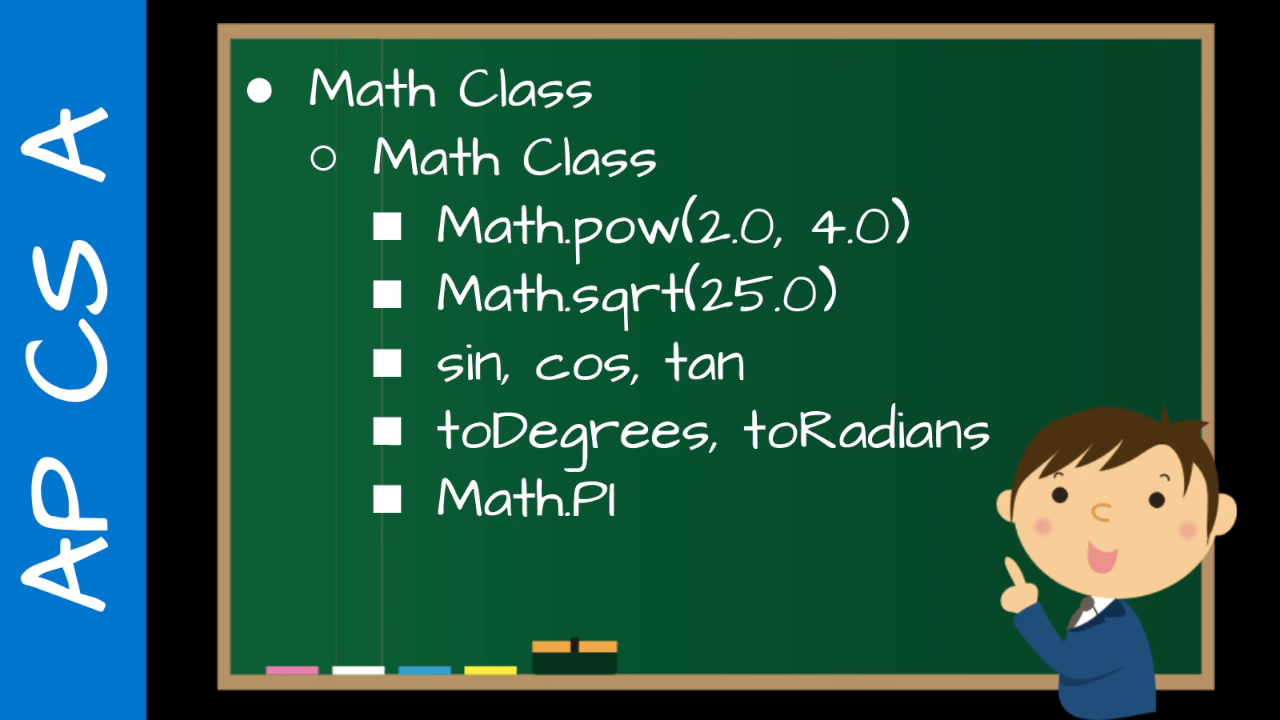 AP CS A
● Math Class
○ Math Class
■ Math.pow(2.0, 4.0)
■ Math.sqrt(25.0)
■ sin, cos, tan
■ toDegrees, toRadians
■ Math.PI